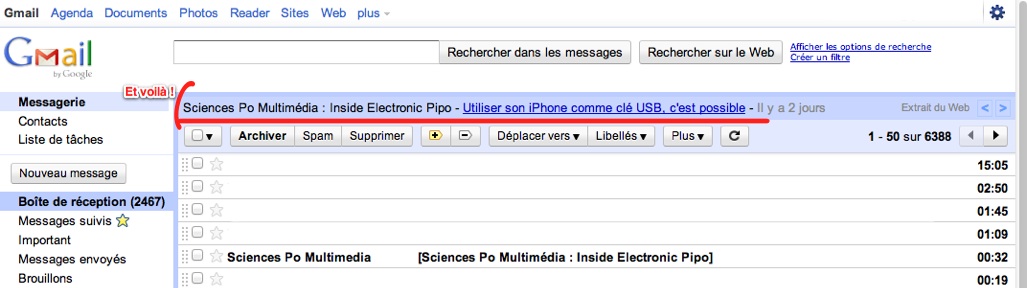 Gmail Agenda Documents Photos Reader Sites Web plus
Gmail by Google
Rechercher dans les messages Rechercher sur le Web Afficher les options de recherche
Créer un filtre
Et voilà !
Messagerie
Contacts
Liste de tâches
Nouveau message
Boîte de réception (2467)
Messages suivis
Important
Messages envoyés
Brouillons
Sciences Po Multimédia : Inside Electronic Pipo - Utiliser son iPhone comme clé USB, c'est possible - Il y a 2 jours Extrait du Web < >
Archiver Spam Supprimer Déplacer vers Libellés Plus 1 - 50 sur 6388
15:05
02:50
01:45
01:09
Sciences Po Multimedia [Sciences Po Multimédia : Inside Electronic Pipo] 00:32
00:19